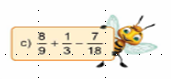 c) 8/9 + 1/3 - 7/18